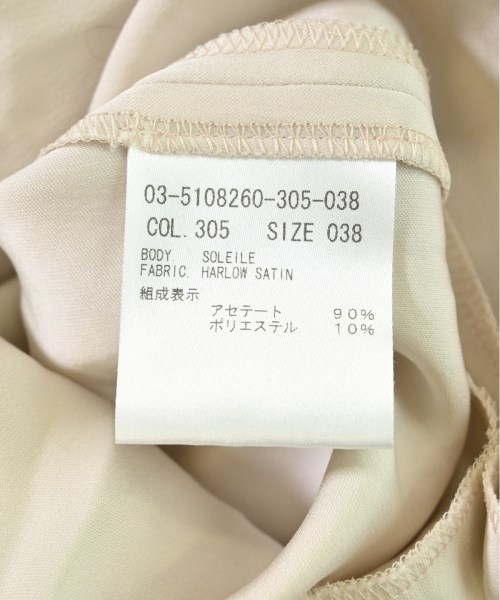 03-5108260-305-038
COL. 305 SIZE 038
BODY. SOLEILE
FABRIC. HARLOW SATIN
組成表示
アセテート 90%
ポリエステル 10%